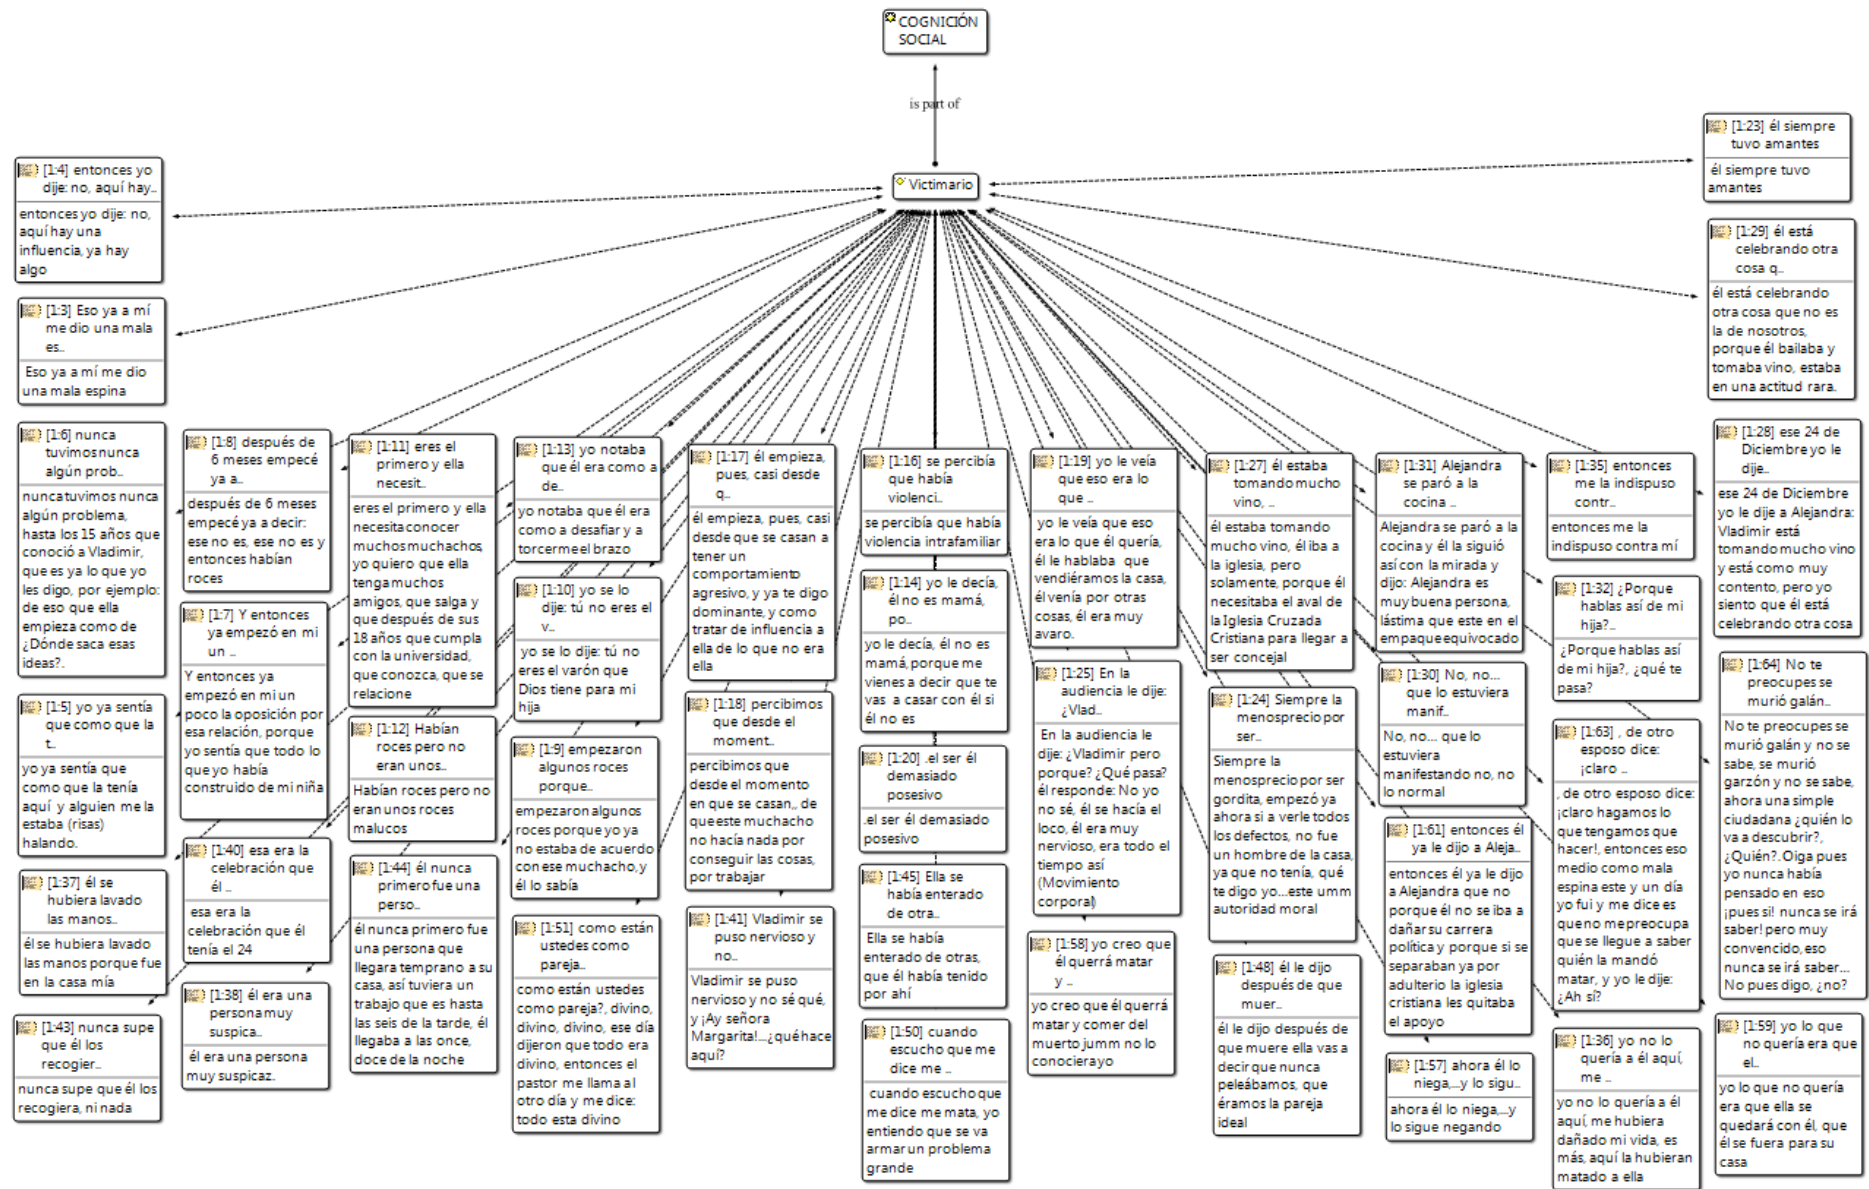 COGNICIÓN
SOCIAL
is part of
Victimario
[1:4] entonces yo
dije: no, aquí hay..
entonces yo dije: no,
aquí hay una
influencia, ya hay
algo
[1:3] Eso ya a mí
me dio una mala
es..
Eso ya a mí me dio
una mala espina
[1:6] nunca
tuvimos nunca
algún prob..
nunca tuvimos nunca
algún problema,
hasta los 15 años que
conoció a Vladimir,
que es ya lo que yo
les digo, por ejemplo:
de eso que ella
empieza como de
¿Dónde saca esas
ideas?.
[1:5] yo ya sentía
que como que la
t..
yo ya sentía que
como que la tenía
aquí y alguien me la
estaba (risas)
halando.
[1:37] él se
hubiera lavado
las manos..
él se hubiera lavado
las manos porque fue
en la casa mía
[1:43] nunca supe
que él los
recogier..
nunca supe que él los
recogiera, ni nada
[1:8] después de
6 meses empecé
ya a..
después de 6 meses
empecé ya a decir:
ese no es, ese no es y
entonces habían
roces
[1:7] Y entonces
ya empezó en mi
un ..
Y entonces ya
empezó en mi un
poco la oposición por
esa relación, porque
yo sentía que todo lo
que yo había
construido de mi niña
[1:40] esa era la
celebración que
él ..
esa era la
celebración que él
tenía el 24
[1:38] él era una
persona muy
suspica..
él era una persona
muy suspicaz.
[1:11] eres el
primero y ella
necesit..
eres el primero y ella
necesita conocer
muchos muchachos,
yo quiero que ella
tenga muchos
amigos, que salga y
que después de sus
18 años que cumpla
con la universidad,
que conozca, que se
relacione
[1:12] Habían
roces pero no
eran unos..
Habían roces pero no
eran unos roces
malucos
[1:44] él nunca
primero fue una
perso..
él nunca primero fue
una persona que
llegara temprano a su
casa, así tuviera un
trabajo que es hasta
las seis de la tarde, él
llegaba a las once,
doce de la noche
[1:13] yo notaba
que él era como a
de..
yo notaba que él era
como a desafiar y a
torcerme el brazo
[1:10] yo se lo
dije: tú no eres el
v..
yo se lo dije: tú no
eres el varón que
Dios tiene para mi
hija
[1:9] empezaron
algunos roces
porque..
empezaron algunos
roces porque yo ya
no estaba de acuerdo
con ese muchacho, y
él lo sabía
[1:51] como están
ustedes como
pareja..
como están ustedes
como pareja?, divino,
divino, divino, ese día
dijeron que todo era
divino, entonces el
pastor me llama al
otro día y me dice:
todo esta divino
[1:17] él empieza,
pues, casi desde
q..
él empieza, pues, casi
desde que se casan a
tener un
comportamiento
agresivo, y ya te digo
dominante, y como
tratar de influencia a
ella de lo que no era
ella
[1:18] percibimos
que desde el
moment..
percibimos que
desde el momento
en que se casan,, de
que este muchacho
no hacía nada por
conseguir las cosas,
por trabajar
[1:41] Vladimir se
puso nervioso y
no..
Vladimir se puso
nervioso y no sé qué,
y ¡Ay señora
Margarita!...¿qué hace
aquí?
[1:16] se percibía
que había
violenci..
se percibía que había
violencia intrafamiliar
[1:14] yo le decía,
él no es mamá,
po..
yo le decía, él no es
mamá, porque me
vienes a decir que te
vas a casar con él si
él no es
[1:20] .el ser él
demasiado
posesivo
.el ser él demasiado
posesivo
[1:45] Ella se
había enterado
de otra..
Ella se había
enterado de otras,
que él había tenido
por ahí
[1:50] cuando
escucho que me
dice me ..
cuando escucho que
me dice me mata, yo
entiendo que se va
armar un problema
grande
[1:19] yo le veía
que eso era lo
que ..
yo le veía que eso
era lo que él quería,
él le hablaba que
vendiéramos la casa,
él venía por otras
cosas, él era muy
avaro.
[1:25] En la
audiencia le dije:
¿Vlad..
En la audiencia le
dije: ¿Vladimir pero
porque? ¿Qué pasa?
él responde: No yo
no sé, él se hacía el
loco, él era muy
nervioso, era todo el
tiempo así
(Movimiento
corporal)
[1:58] yo creo que
él querrá matar
y ..
yo creo que él querrá
matar y comer del
muerto jumm no lo
conociera yo
[1:27] él estaba
tomando mucho
vino, ..
él estaba tomando
mucho vino, él iba a
la iglesia, pero
solamente, porque él
necesitaba el aval de
la Iglesia Cruzada
Cristiana para llegar a
ser concejal
[1:24] Siempre la
menosprecio por
ser..
Siempre la
menosprecio por ser
gordita, empezó ya
ahora si a verle todos
los defectos, no fue
un hombre de la casa,
ya que no tenía, qué
te digo yo...este umm
autoridad moral
[1:48] él le dijo
después de que
muer..
él le dijo después de
que muere ella vas a
decir que nunca
peleábamos, que
éramos la pareja
ideal
[1:31] Alejandra
se paró a la
cocina ..
Alejandra se paró a la
cocina y él la siguió
así con la mirada y
dijo: Alejandra es
muy buena persona,
lástima que este en el
empaque equivocado
[1:30] No, no...
que lo estuviera
manif..
No, no... que lo
estuviera
manifestando no, no
lo normal
[1:61] entonces él
ya le dijo a Aleja..
entonces él ya le dijo
a Alejandra que no
porque él no se iba a
dañar su carrera
política y porque si se
separaban ya por
adulterio la iglesia
cristiana les quitaba
el apoyo
[1:57] ahora él lo
niega,...y lo sigu..
ahora él lo niega,...y
lo sigue negando
[1:35] entonces
me la indispuso
contr..
entonces me la
indispuso contra mí
[1:32] ¿Porque
hablas así de mi
hija?..
¿Porque hablas así
de mi hija?, ¿qué te
pasa?
[1:63] , de otro
esposo dice:
¡claro ..
, de otro esposo dice:
¡claro hagamos lo
que tengamos que
hacer!, entonces eso
medio como mala
espina este y un día
yo fui y me dice es
que no me preocupa
que se llegue a saber
quién la mandó
matar, y yo le dije:
¿Ah sí?
[1:36] yo no lo
quería a él aquí,
me ..
yo no lo quería a él
aquí, me hubiera
dañado mi vida, es
más, aquí la hubieran
matado a ella
[1:23] él siempre
tuvo amantes
él siempre tuvo
amantes
[1:29] él está
celebrando otra
cosa q..
él está celebrando
otra cosa que no es
la de nosotros,
porque él bailaba y
tomaba vino, estaba
en una actitud rara.
[1:28] ese 24 de
Diciembre yo le
dije..
ese 24 de Diciembre
yo le dije a Alejandra:
Vladimir está
tomando mucho vino
y está como muy
contento, pero yo
siento que él está
celebrando otra cosa
[1:64] No te
preocupes se
murió galán..
No te preocupes se
murió galán y no se
sabe, se murió
garzón y no se sabe,
ahora una simple
ciudadana ¿quién lo
va a descubrir?,
¿Quién?. Oiga pues
yo nunca había
pensado en eso
¡pues si! nunca se irá
saber! pero muy
convencido, eso
nunca se irá saber...
No pues digo, ¿no?
[1:59] yo lo que
no quería era que
el..
yo lo que no quería
era que ella se
quedará con él, que
él se fuera para su
casa